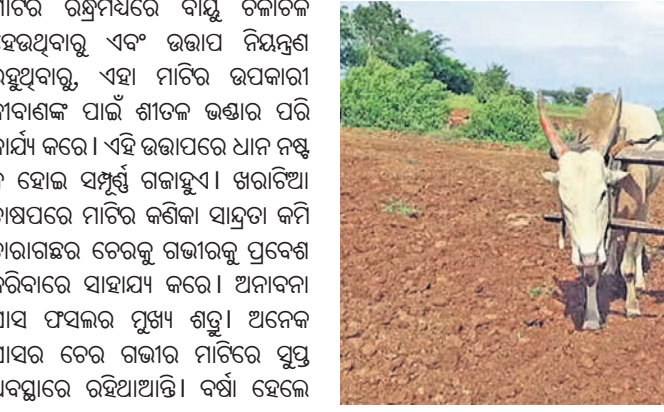 ମାଟିର ରନ୍ଧ୍ରମଧ୍ୟରେ ବାୟୁ ଚଳାଚଳ
ହେଉଥିବାରୁ ଏବଂ ଉତ୍ତାପ ନିୟନ୍ତ୍ରଣ
ରହୁଥିବାରୁ, ଏହା ମାଟିର ଉପକାରୀ
ଜୀବାଣଙ୍କ ପାଇଁ ଶୀତଳ ଭଣ୍ଡାର ପରି
କାର୍ଯ୍ୟ କରେ। ଏହି ଉତ୍ତାପରେ ଧାନ ନଷ୍ଟ
ନ ହୋଇ ସମ୍ପୂର୍ଣ୍ଣ ଗଜାହୁଏ। ଖରାଟିଆ
ଚାଷପରେ ମାଟିର କଣିକା ସାନ୍ଦ୍ରତା କମି
ଚାରାଗଛର ଚେରକୁ ଗଭୀରକୁ ପ୍ରବେଶ
କରିବାରେ ସାହାଯ୍ୟ କରେ। ଅନାବନା
ଘାସ ଫସଲର ମୁଖ୍ୟ ଶତ୍ରୁ। ଅନେକ
ଘାସର ଚେର ଗଭୀର ମାଟିରେ ସୁପ୍ତ
ଅବସ୍ଥାରେ ରହିଥାଆନ୍ତି। ବର୍ଷା ହେଲେ